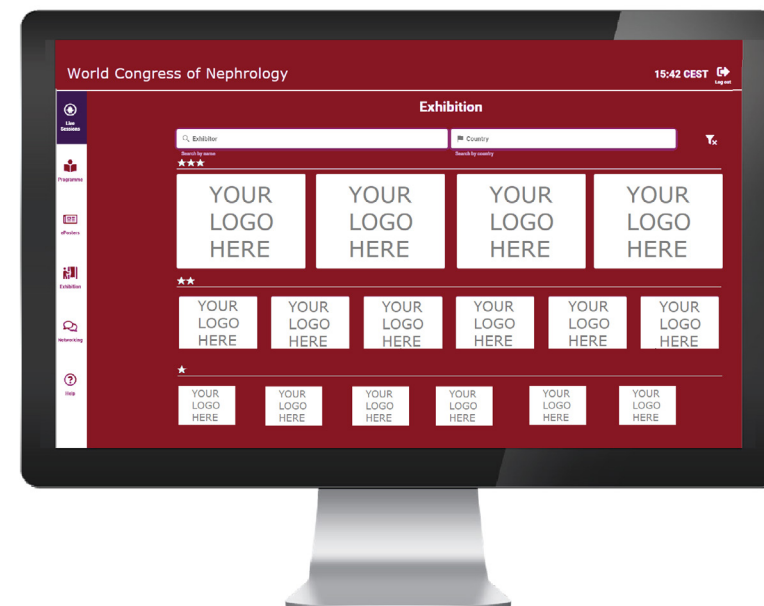 World Congress of Nephrology
15:42 CEST
Log out
Live
Sessions
Programme
ePosters
Exhibition
Networking
Help
Exhibition
Exhibitor
Country
Search by name
Search by country
YOUR
LOGO
HERE
YOUR
LOGO
HERE
YOUR
LOGO
HERE
YOUR
LOGO
HERE
YOUR
LOGO
HERE
YOUR
LOGO
HERE
YOUR
LOGO
HERE
YOUR
LOGO
HERE
YOUR
LOGO
HERE
YOUR
LOGO
HERE
YOUR
LOGO
HERE
YOUR
LOGO
HERE
YOUR
LOGO
HERE
YOUR
LOGO
HERE
YOUR
LOGO
HERE
YOUR
LOGO
HERE